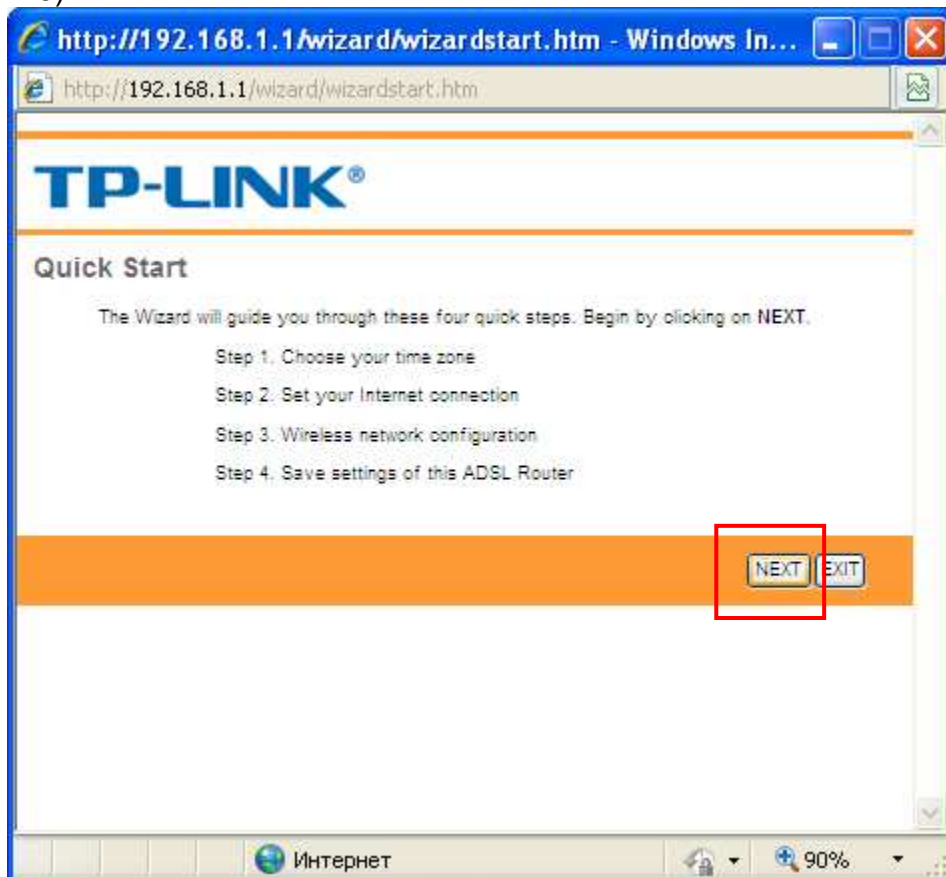 http://192.168.1.1/wizard/wizardstart.htm - Windows In...
http://192.168.1.1/wizard/wizardstart.htm
TP-LINK®
Quick Start
The Wizard will guide you through these four quick steps. Begin by clicking on NEXT.
Step 1. Choose your time zone
Step 2. Set your Internet connection
Step 3. Wireless network configuration
Step 4. Save settings of this ADSL Router
NEXT EXIT
Интернет 90%